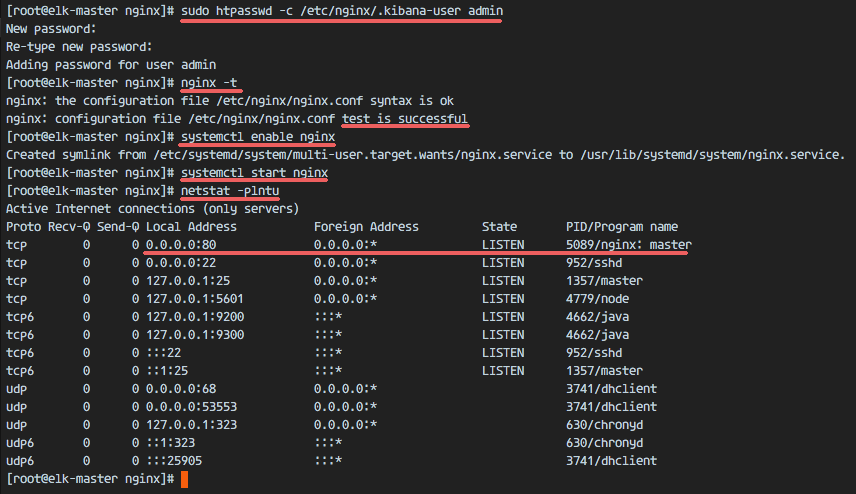 [root@elk-master nginx]# sudo htpasswd -c /etc/nginx/.kibana-user admin
New password:
Re-type new password:
Adding password for user admin
[root@elk-master nginx]# nginx -t
nginx: the configuration file /etc/nginx/nginx.conf syntax is ok
nginx: configuration file /etc/nginx/nginx.conf test is successful
[root@elk-master nginx]# systemctl enable nginx
Created symlink from /etc/systemd/system/multi-user.target.wants/nginx.service to /usr/lib/systemd/system/nginx.service.
[root@elk-master nginx]# systemctl start nginx
[root@elk-master nginx]# netstat -plntu
Active Internet connections (only servers)
Proto Recv-Q Send-Q Local Address           Foreign Address         State       PID/Program name
tcp        0      0 0.0.0.0:80              0.0.0.0:*               LISTEN      5089/nginx: master
tcp        0      0 0.0.0.0:22              0.0.0.0:*               LISTEN      952/sshd
tcp        0      0 127.0.0.1:25            0.0.0.0:*               LISTEN      1357/master
tcp        0      0 127.0.0.1:5601          0.0.0.0:*               LISTEN      4779/node
tcp6       0      0 127.0.0.1:9200          :::*                    LISTEN      4662/java
tcp6       0      0 127.0.0.1:9300          :::*                    LISTEN      4662/java
tcp6       0      0 :::22                   :::*                    LISTEN      952/sshd
tcp6       0      0 ::1:25                  :::*                    LISTEN      1357/master
udp        0      0 0.0.0.0:68              0.0.0.0:*                           3741/dhclient
udp        0      0 0.0.0.0:53553           0.0.0.0:*                           3741/dhclient
udp        0      0 127.0.0.1:323           0.0.0.0:*                           630/chronyd
udp6       0      0 ::1:323                 :::*                                630/chronyd
udp6       0      0 :::25905                :::*                                3741/dhclient
[root@elk-master nginx]#